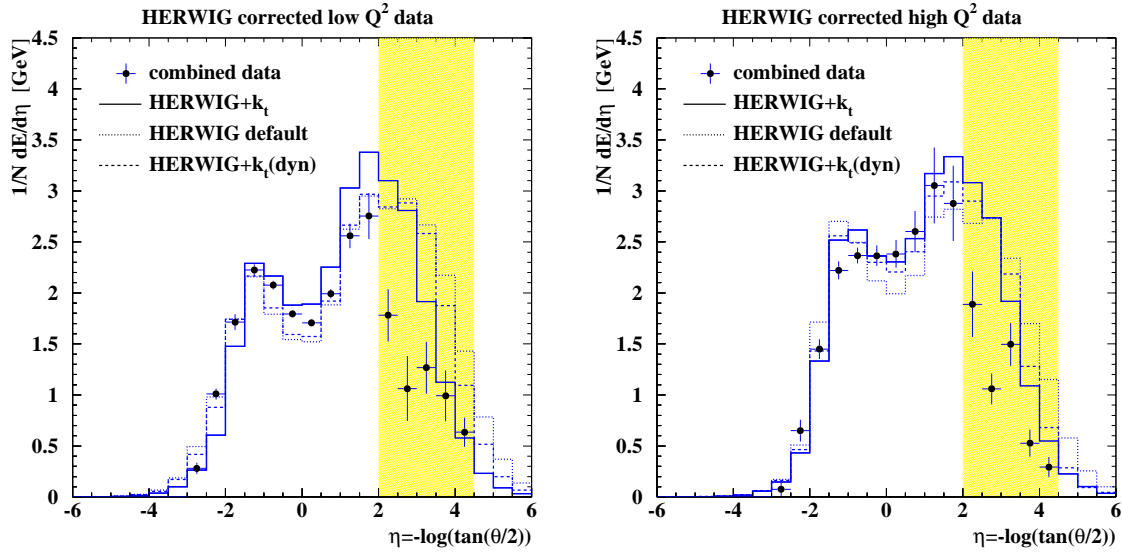 HERWIG corrected low Q² data
1/N dE/dη [GeV]
4.5
4
3.5
3
2.5
2
1.5
1
0.5
0
combined data
HERWIG+kₜ
HERWIG default
HERWIG+kₜ(dyn)
-6 -4 -2 0 2 4 6
η=-log(tan(θ/2))
HERWIG corrected high Q² data
1/N dE/dη [GeV]
4.5
4
3.5
3
2.5
2
1.5
1
0.5
0
combined data
HERWIG+kₜ
HERWIG default
HERWIG+kₜ(dyn)
-6 -4 -2 0 2 4 6
η=-log(tan(θ/2))